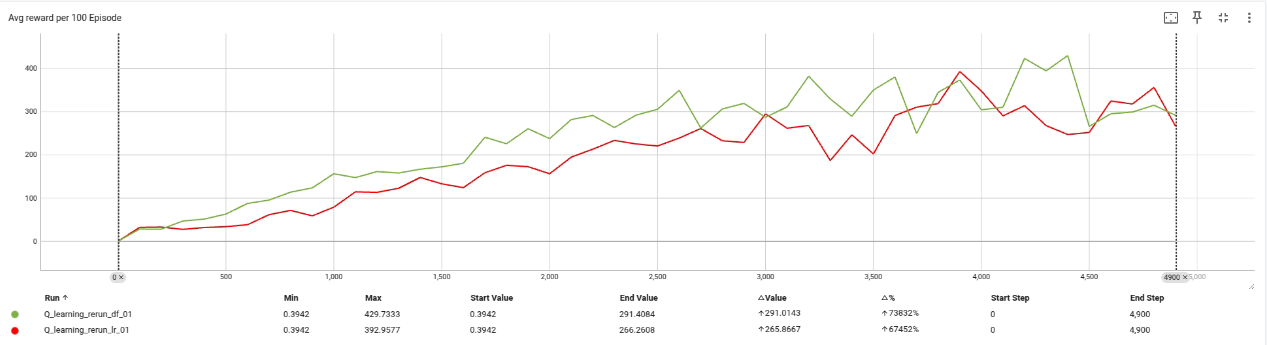 Avg reward per 100 Episode
400
300
200
100
0
0 × 500 1,000 1,500 2,000 2,500 3,000 3,500 4,000 4,500 4900 × 5,000
Run ↑ Min Max Start Value End Value △Value △% Start Step End Step
Q_learning_rerun_df_01 0.3942 429.7333 0.3942 291.4084 ↑291.0143 ↑73832% 0 4,900
Q_learning_rerun_lr_01 0.3942 392.9577 0.3942 266.2608 ↑265.8667 ↑67452% 0 4,900